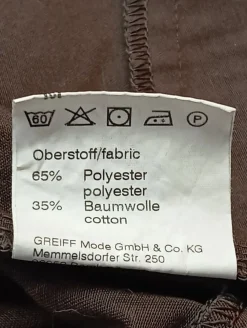 60 P
Oberstoff/fabric
65% Polyester
polyester
35% Baumwolle
cotton
GREIFF Mode GmbH & Co. KG
Memmelsdorfer Str. 250